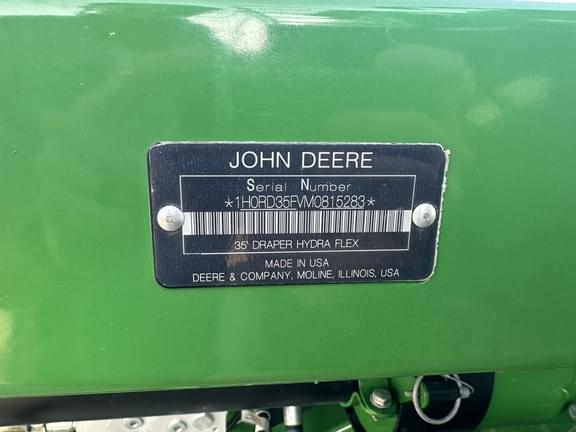 JOHN DEERE
Serial Number
*1H0RD35FVM0815283*
35' DRAPER HYDRA FLEX
MADE IN USA
DEERE & COMPANY, MOLINE, ILLINOIS, USA